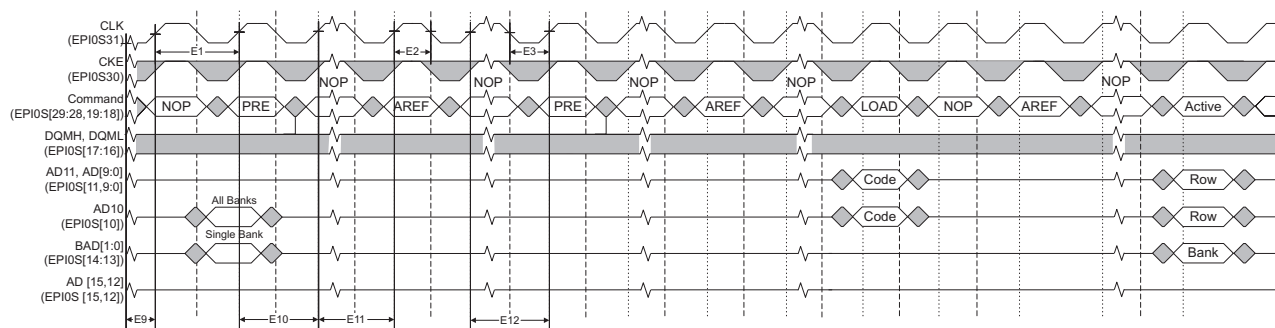 CLK
(EPI0S31)
E1
E2
E3
CKE
(EPI0S30)
NOP
NOP
NOP
NOP
NOP
Command
(EPI0S[29:28,19:18])
NOP
PRE
AREF
PRE
AREF
LOAD
NOP
AREF
Active
DQMH, DQML
(EPI0S[17:16])
AD11, AD[9:0]
(EPI0S[11,9:0]
Code
Row
All Banks
AD10
(EPI0S[10])
Code
Row
Single Bank
BAD[1:0]
(EPI0S[14:13])
Bank
AD [15,12]
(EPI0S [15,12])
E9
E10
E11
E12